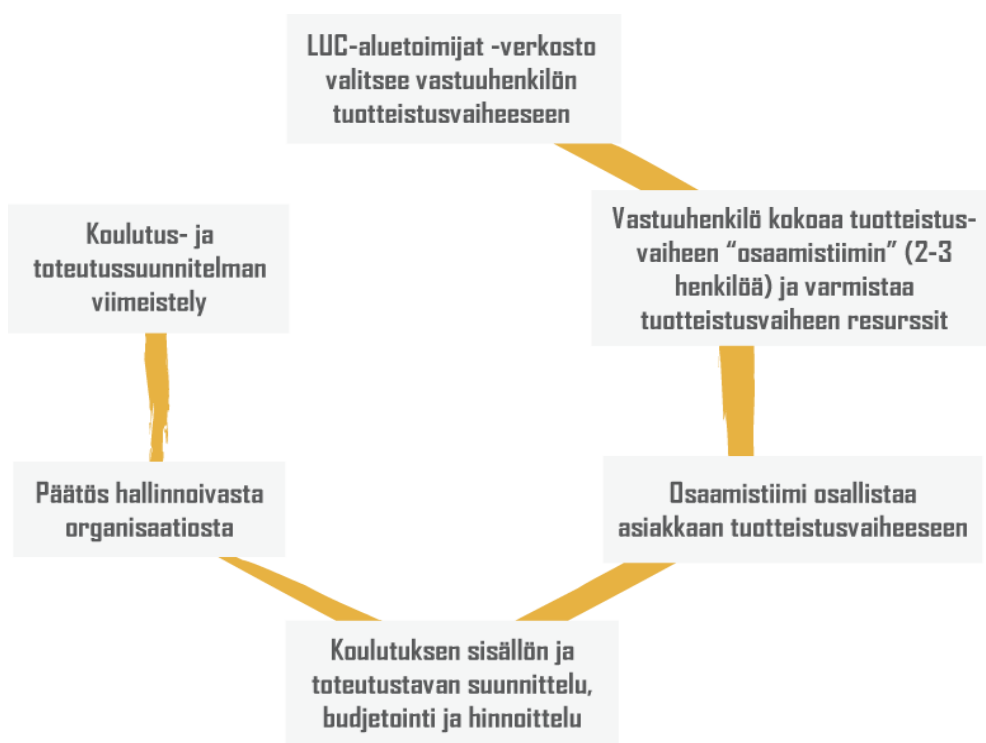 LUC-aluetoimijat -verkosto
valitsee vastuuhenkilön
tuotteistusvaiheeseen
Vastuuhenkilö kokoaa tuotteistus-
vaiheen “osaamistiimin” (2-3
henkilöä) ja varmistaa
tuotteistusvaiheen resurssit
Osaamistiimi osallistaa
asiakkaan tuotteistusvaiheeseen
Koulutuksen sisällön ja
toteutustavan suunnittelu,
budjetointi ja hinnoittelu
Päätös hallinnoivasta
organisaatiosta
Koulutus- ja
toteutussuunnitelman
viimeistely